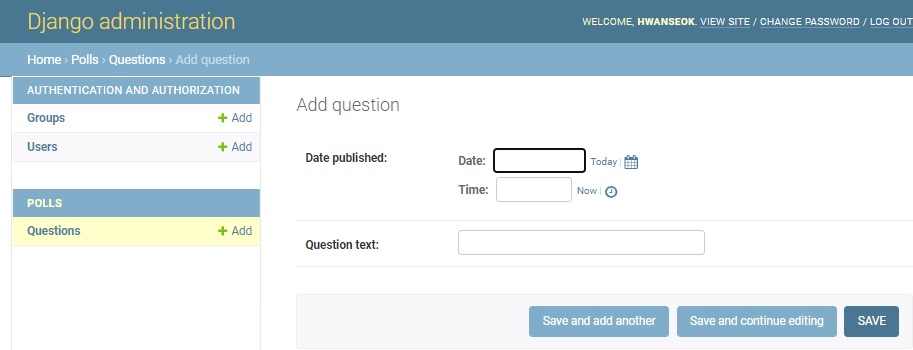 Django administration
WELCOME, HWANSEOK. VIEW SITE / CHANGE PASSWORD / LOG OUT
Home › Polls › Questions › Add question
AUTHENTICATION AND AUTHORIZATION
Groups + Add
Users + Add
POLLS
Questions + Add
Add question
Date published:
Date: Today |
Time: Now |
Question text:
Save and add another
Save and continue editing
SAVE